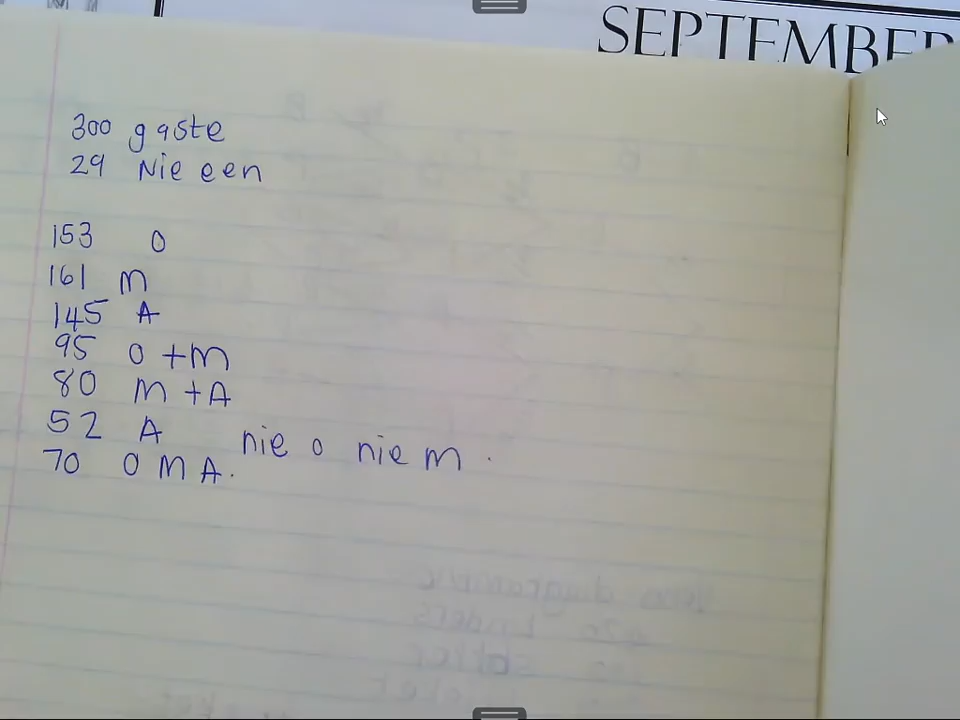 SEPTEMBER
300 gaste
29 Nie een
153 O
161 m
145 A
95 O + m
80 m + A
52 A nie o nie m.
70 O m A.